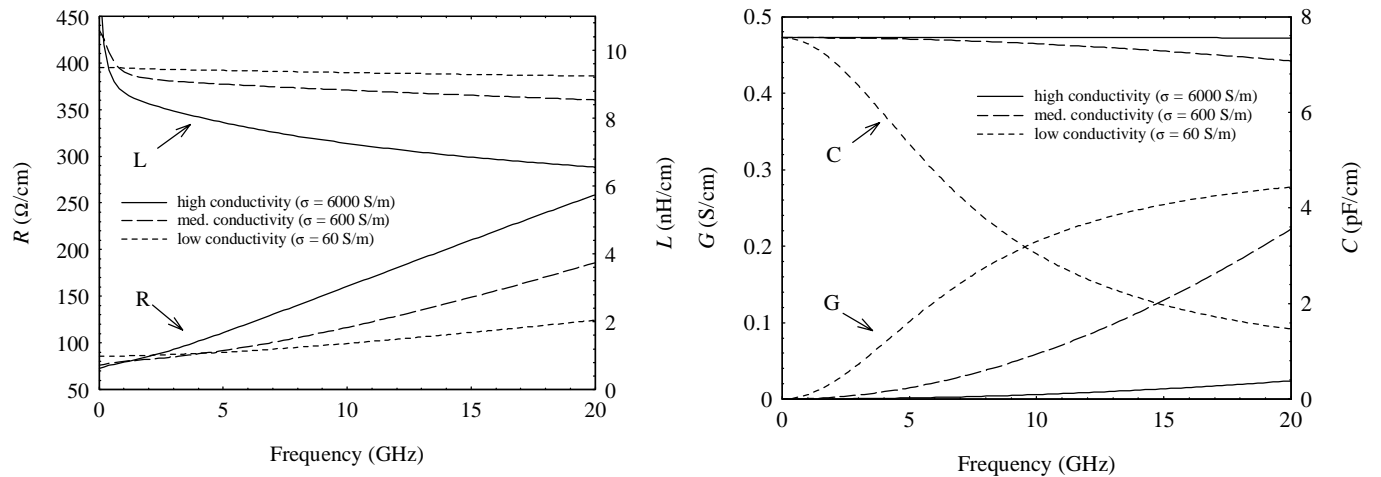 450
400
350
300
250
200
150
100
50
R (Ω/cm)
L
high conductivity (σ = 6000 S/m)
med. conductivity (σ = 600 S/m)
low conductivity (σ = 60 S/m)
R
0 5 10 15 20
Frequency (GHz)
10
8
6
4
2
0
L (nH/cm)
0.5
0.4
0.3
0.2
0.1
0
G (S/cm)
high conductivity (σ = 6000 S/m)
med. conductivity (σ = 600 S/m)
low conductivity (σ = 60 S/m)
C
G
0 5 10 15 20
Frequency (GHz)
8
6
4
2
0
C (pF/cm)